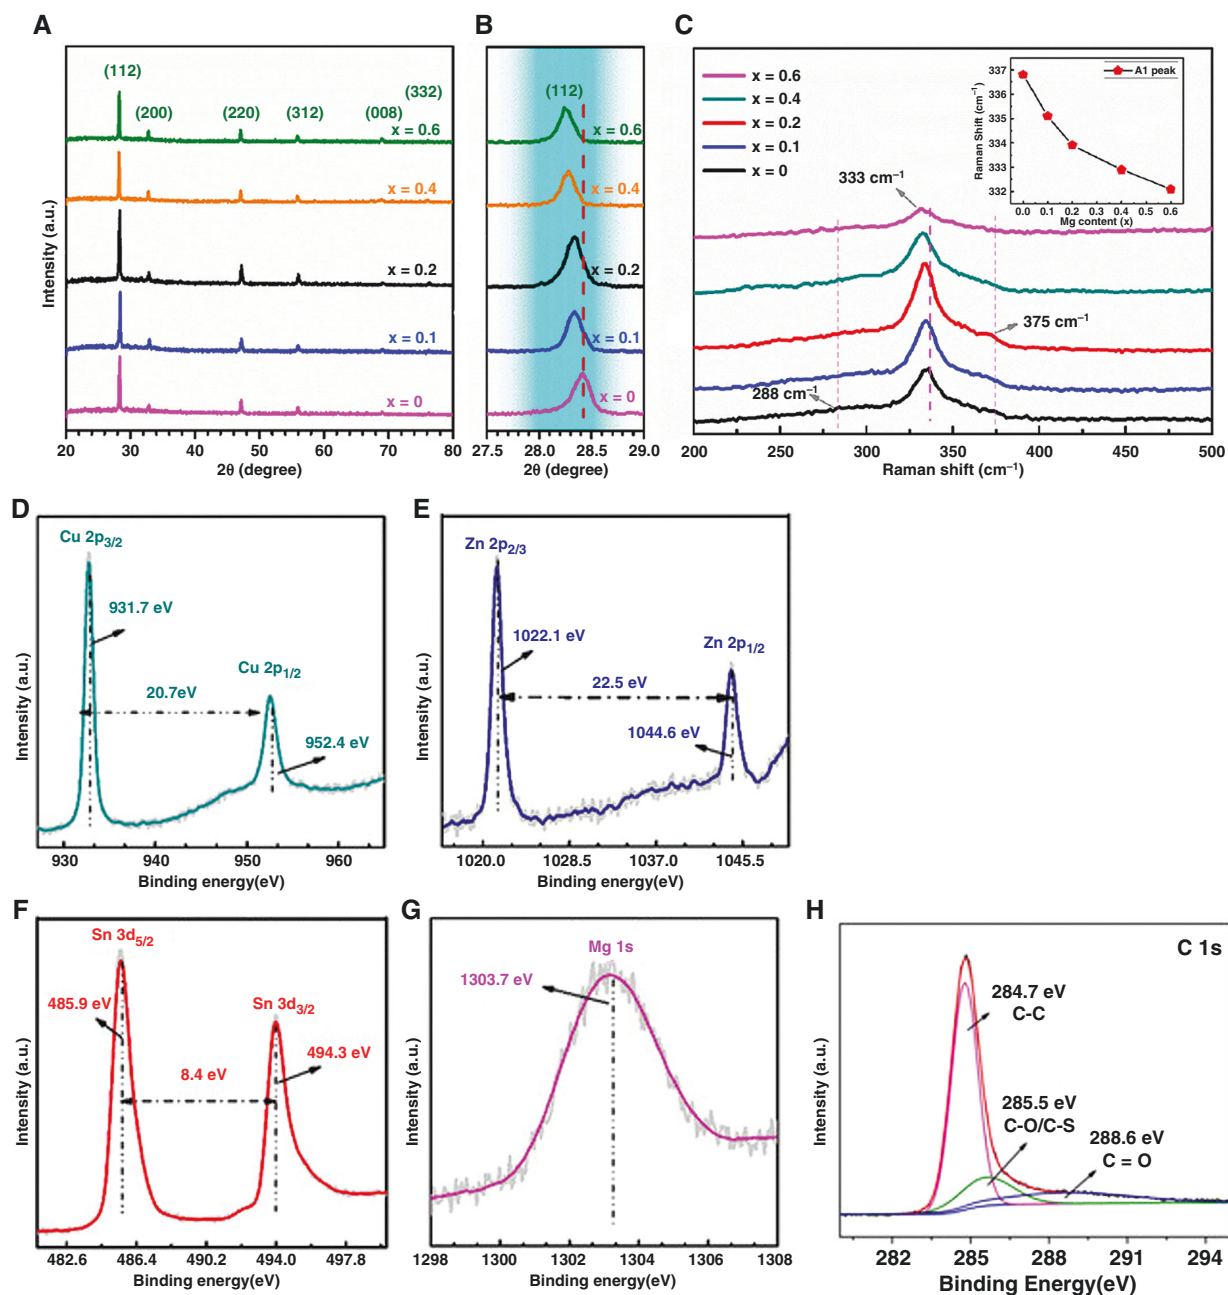 A
(112)
(200)
(220)
(312)
(008)
(332)
x = 0.6
x = 0.4
x = 0.2
x = 0.1
x = 0
Intensity (a.u.)
20 30 40 50 60 70 80
2θ (degree)
B
(112)
x = 0.6
x = 0.4
x = 0.2
x = 0.1
x = 0
27.5 28.0 28.5 29.0
2θ (degree)
C
x = 0.6
x = 0.4
x = 0.2
x = 0.1
x = 0
333 cm⁻¹
375 cm⁻¹
288 cm⁻¹
200 250 300 350 400 450 500
Raman shift (cm⁻¹)
A1 peak
Raman Shift (cm⁻¹)
337
336
335
334
333
332
0.0 0.1 0.2 0.3 0.4 0.5 0.6
Mg content (x)
D
Cu 2p3/2
931.7 eV
Cu 2p1/2
20.7eV
952.4 eV
Intensity (a.u.)
930 940 950 960
Binding energy(eV)
E
Zn 2p2/3
1022.1 eV
Zn 2p1/2
22.5 eV
1044.6 eV
Intensity (a.u.)
1020.0 1028.5 1037.0 1045.5
Binding energy(eV)
F
Sn 3d5/2
485.9 eV
Sn 3d3/2
494.3 eV
8.4 eV
Intensity (a.u.)
482.6 486.4 490.2 494.0 497.8
Binding energy(eV)
G
Mg 1s
1303.7 eV
Intensity (a.u.)
1298 1300 1302 1304 1306 1308
Binding energy(eV)
H
C 1s
284.7 eV
C-C
285.5 eV
C-O/C-S
288.6 eV
C = O
Intensity (a.u.)
282 285 288 291 294
Binding Energy(eV)